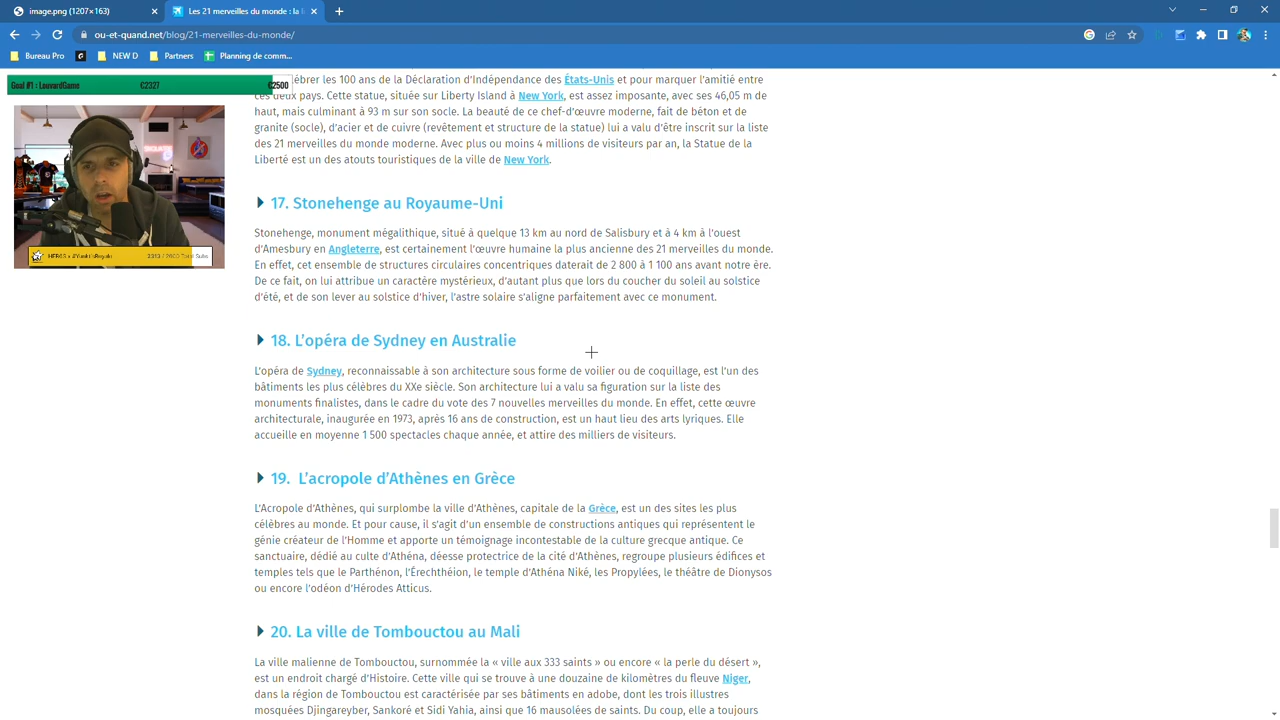 image.png (1207×163)
Les 21 merveilles du monde : la li
ou-et-quand.net/blog/21-merveilles-du-monde/
Bureau Pro
NEW D
Partners
Planning de comm...
Goal #1 : LouvardGame €2327 €2500
ébrer les 100 ans de la Déclaration d'Indépendance des États-Unis et pour marquer l'amitié entre
ces deux pays. Cette statue, située sur Liberty Island à New York, est assez imposante, avec ses 46,05 m de
haut, mais culminant à 93 m sur son socle. La beauté de ce chef-d'œuvre moderne, fait de béton et de
granite (socle), d'acier et de cuivre (revêtement et structure de la statue) lui a valu d'être inscrit sur la liste
des 21 merveilles du monde moderne. Avec plus ou moins 4 millions de visiteurs par an, la Statue de la
Liberté est un des atouts touristiques de la ville de New York.
17. Stonehenge au Royaume-Uni
Stonehenge, monument mégalithique, situé à quelque 13 km au nord de Salisbury et à 4 km à l'ouest
d'Amesbury en Angleterre, est certainement l'œuvre humaine la plus ancienne des 21 merveilles du monde.
En effet, cet ensemble de structures circulaires concentriques daterait de 2 800 à 1 100 ans avant notre ère.
De ce fait, on lui attribue un caractère mystérieux, d'autant plus que lors du coucher du soleil au solstice
d'été, et de son lever au solstice d'hiver, l'astre solaire s'aligne parfaitement avec ce monument.
18. L'opéra de Sydney en Australie
L'opéra de Sydney, reconnaissable à son architecture sous forme de voilier ou de coquillage, est l'un des
bâtiments les plus célèbres du XXe siècle. Son architecture lui a valu sa figuration sur la liste des
monuments finalistes, dans le cadre du vote des 7 nouvelles merveilles du monde. En effet, cette œuvre
architecturale, inaugurée en 1973, après 16 ans de construction, est un haut lieu des arts lyriques. Elle
accueille en moyenne 1 500 spectacles chaque année, et attire des milliers de visiteurs.
19. L'acropole d'Athènes en Grèce
L'Acropole d'Athènes, qui surplombe la ville d'Athènes, capitale de la Grèce, est un des sites les plus
célèbres au monde. Et pour cause, il s'agit d'un ensemble de constructions antiques qui représentent le
génie créateur de l'Homme et apporte un témoignage incontestable de la culture grecque antique. Ce
sanctuaire, dédié au culte d'Athéna, déesse protectrice de la cité d'Athènes, regroupe plusieurs édifices et
temples tels que le Parthénon, l'Érechthéion, le temple d'Athéna Niké, les Propylées, le théâtre de Dionysos
ou encore l'odéon d'Hérodes Atticus.
20. La ville de Tombouctou au Mali
La ville malienne de Tombouctou, surnommée la « ville aux 333 saints » ou encore « la perle du désert »,
est un endroit chargé d'Histoire. Cette ville qui se trouve à une douzaine de kilomètres du fleuve Niger,
dans la région de Tombouctou est caractérisée par ses bâtiments en adobe, dont les trois illustres
mosquées Djingareyber, Sankoré et Sidi Yahia, ainsi que 16 mausolées de saints. Du coup, elle a toujours